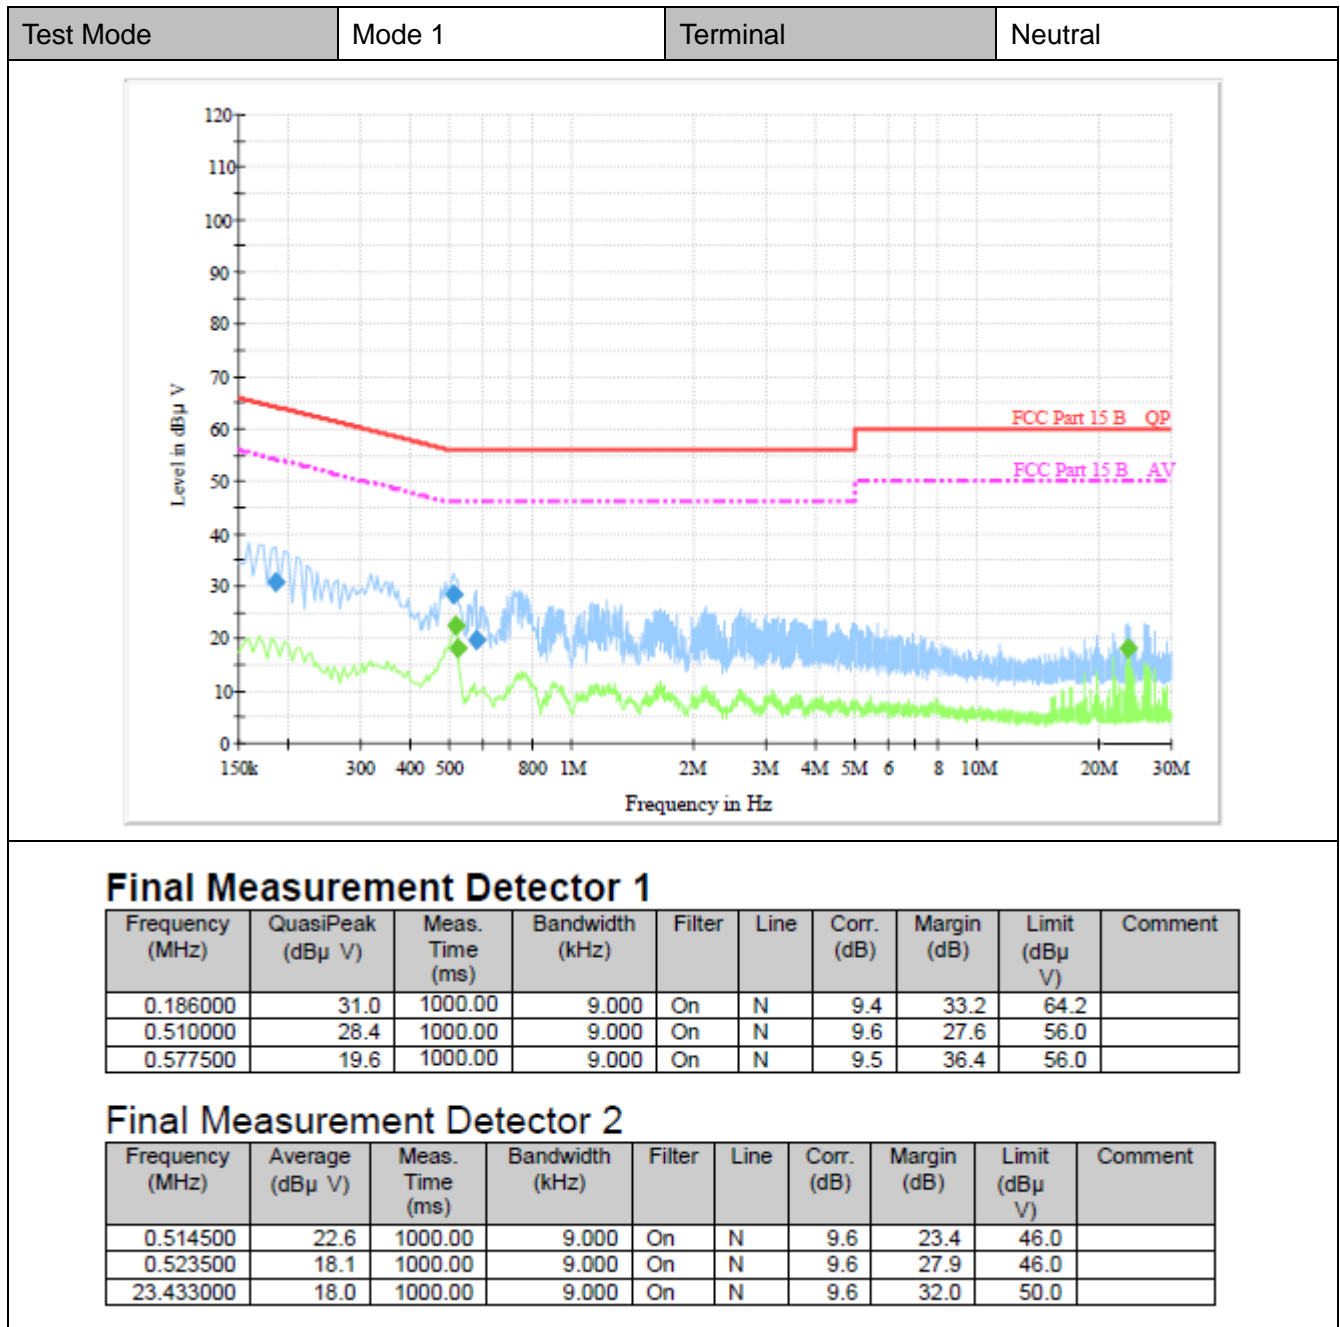 Test Mode Mode 1 Terminal Neutral
120
110
100
90
80
70
60
50
40
30
20
10
0
Level in dBµ V
FCC Part 15 B QP
FCC Part 15 B AV
150k 300 400 500 800 1M 2M 3M 4M 5M 6 8 10M 20M 30M
Frequency in Hz
Final Measurement Detector 1
Frequency (MHz) QuasiPeak (dBµ V) Meas. Time (ms) Bandwidth (kHz) Filter Line Corr. (dB) Margin (dB) Limit (dBµ V) Comment
0.186000 31.0 1000.00 9.000 On N 9.4 33.2 64.2
0.510000 28.4 1000.00 9.000 On N 9.6 27.6 56.0
0.577500 19.6 1000.00 9.000 On N 9.5 36.4 56.0
Final Measurement Detector 2
Frequency (MHz) Average (dBµ V) Meas. Time (ms) Bandwidth (kHz) Filter Line Corr. (dB) Margin (dB) Limit (dBµ V) Comment
0.514500 22.6 1000.00 9.000 On N 9.6 23.4 46.0
0.523500 18.1 1000.00 9.000 On N 9.6 27.9 46.0
23.433000 18.0 1000.00 9.000 On N 9.6 32.0 50.0